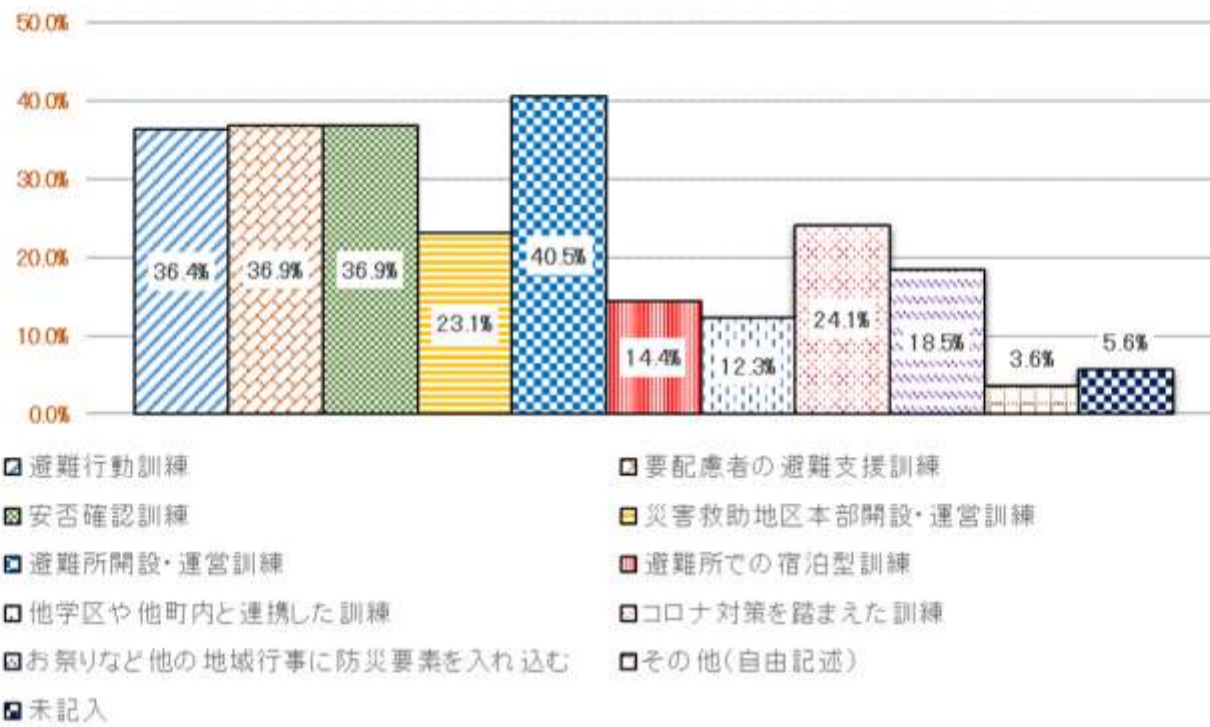 50.0%
40.0%
30.0%
20.0%
10.0%
0.0%
36.4%
36.9%
36.9%
23.1%
40.5%
14.4%
12.3%
24.1%
18.5%
3.6%
5.6%
避難行動訓練
要配慮者の避難支援訓練
安否確認訓練
災害救助地区本部開設・運営訓練
避難所開設・運営訓練
避難所での宿泊型訓練
他学区や他町内と連携した訓練
コロナ対策を踏まえた訓練
お祭りなど他の地域行事に防災要素を入れ込む
その他(自由記述)
未記入